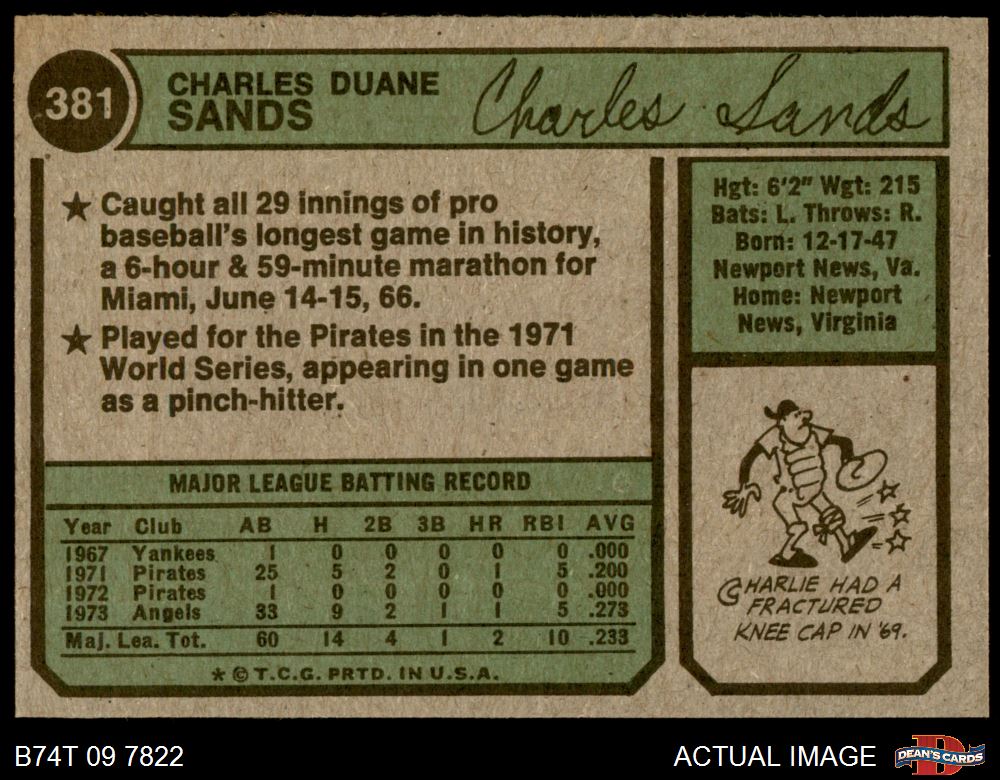 381
CHARLES DUANE
SANDS
Charles Sands
★ Caught all 29 innings of pro
baseball's longest game in history,
a 6-hour & 59-minute marathon for
Miami, June 14-15, 66.
★ Played for the Pirates in the 1971
World Series, appearing in one game
as a pinch-hitter.
Hgt: 6'2" Wgt: 215
Bats: L. Throws: R.
Born: 12-17-47
Newport News, Va.
Home: Newport
News, Virginia
CHARLIE HAD A
FRACTURED
KNEE CAP IN '69.
MAJOR LEAGUE BATTING RECORD
Year Club AB H 2B 3B HR RBI AVG
1967 Yankees 1 0 0 0 0 0 .000
1971 Pirates 25 5 2 0 1 5 .200
1972 Pirates 1 0 0 0 0 0 .000
1973 Angels 33 9 2 1 1 5 .273
Maj. Lea. Tot. 60 14 4 1 2 10 .233
* © T.C.G. PRTD. IN U.S.A.
B74T 09 7822
ACTUAL IMAGE
DEAN'S CARDS